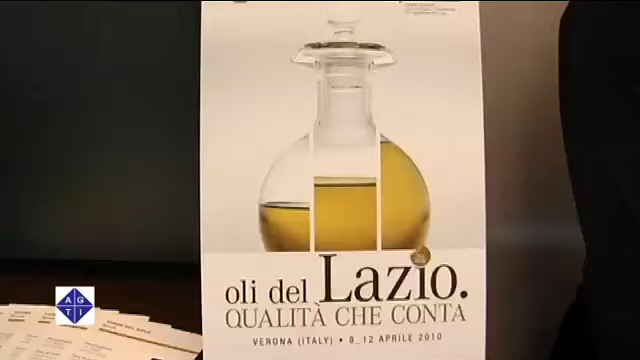 oli del Lazio.
QUALITÀ CHE CONTA
VERONA (ITALY) • 8_12 APRILE 2010
A G
T I